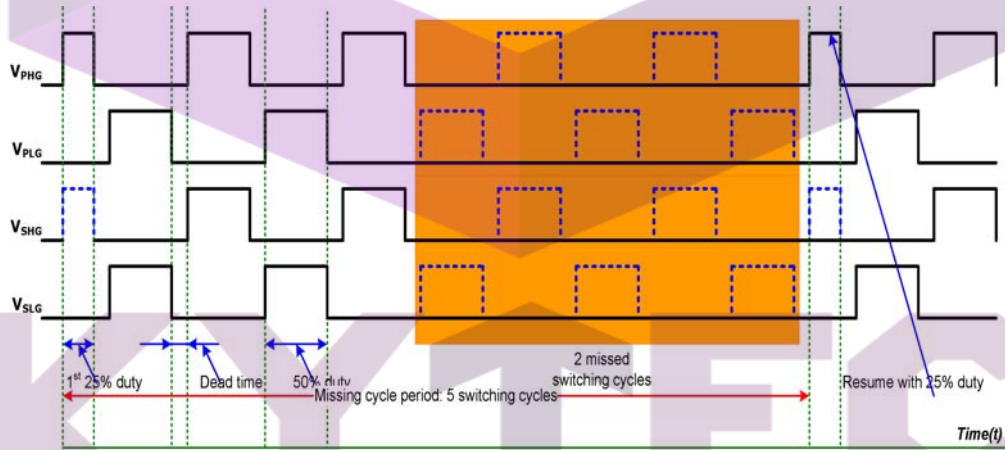 VPHG
VPLG
VSHG
VSLG
1st 25% duty
Dead time
50% duty
2 missed
switching cycles
Resume with 25% duty
Missing cycle period: 5 switching cycles
Time(t)